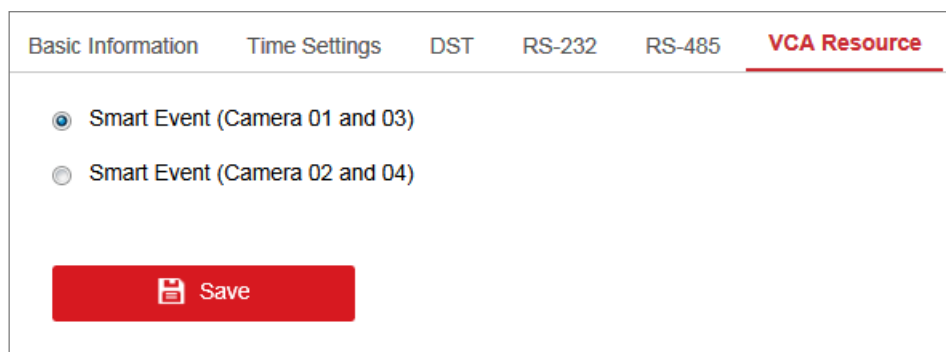 Basic Information Time Settings DST RS-232 RS-485 VCA Resource
Smart Event (Camera 01 and 03)
Smart Event (Camera 02 and 04)
Save